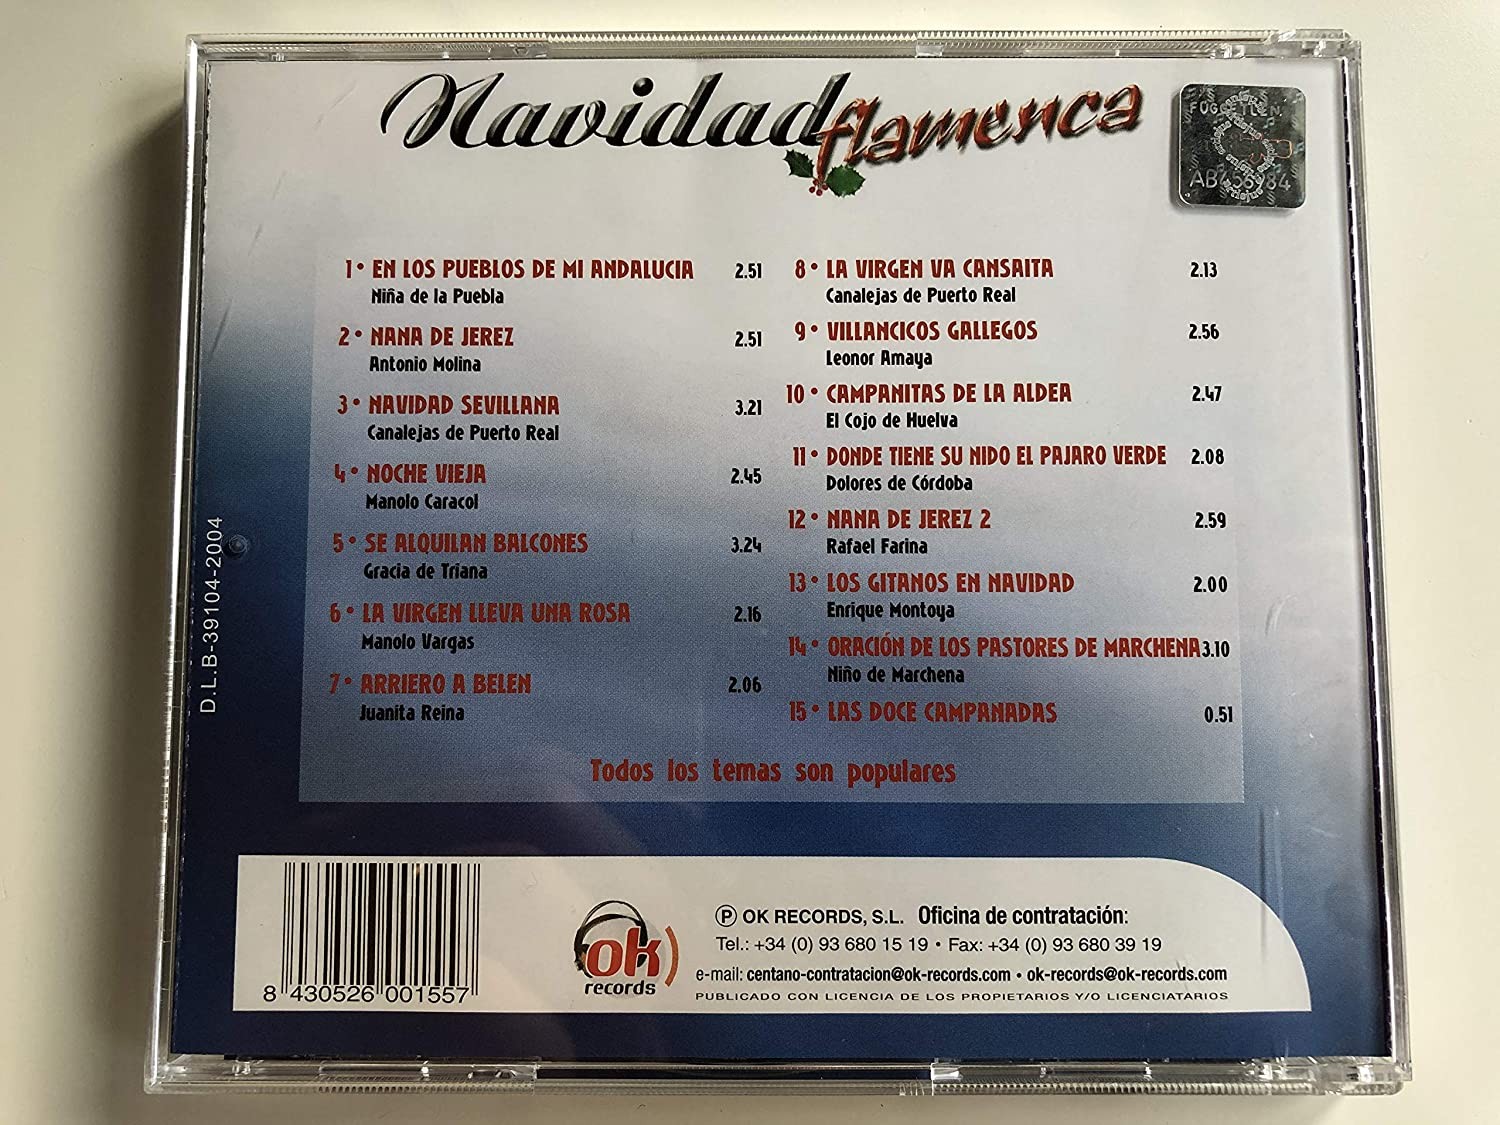 Navidad flamenca
AB456984
1• EN LOS PUEBLOS DE MI ANDALUCIA 2.51
Niña de la Puebla
2• NANA DE JEREZ 2.51
Antonio Molina
3• NAVIDAD SEVILLANA 3.21
Canalejas de Puerto Real
4• NOCHE VIEJA 2.45
Manolo Caracol
5• SE ALQUILAN BALCONES 3.24
Gracia de Triana
6• LA VIRGEN LLEVA UNA ROSA 2.16
Manolo Vargas
7• ARRIERO A BELEN 2.06
Juanita Reina
8• LA VIRGEN VA CANSAITA 2.13
Canalejas de Puerto Real
9• VILLANCICOS GALLEGOS 2.56
Leonor Amaya
10• CAMPANITAS DE LA ALDEA 2.47
El Cojo de Huelva
11• DONDE TIENE SU NIDO EL PAJARO VERDE 2.08
Dolores de Córdoba
12• NANA DE JEREZ 2 2.59
Rafael Farina
13• LOS GITANOS EN NAVIDAD 2.00
Enrique Montoya
14• ORACIÓN DE LOS PASTORES DE MARCHENA 3.10
Niño de Marchena
15• LAS DOCE CAMPANADAS 0.51
Todos los temas son populares
D.L.B-39104-2004
8 430526 001557
ok
records
℗ OK RECORDS, S.L. Oficina de contratación:
Tel.: +34 (0) 93 680 15 19 • Fax: +34 (0) 93 680 39 19
e-mail: centano-contratacion@ok-records.com • ok-records@ok-records.com
PUBLICADO CON LICENCIA DE LOS PROPIETARIOS Y/O LICENCIATARIOS